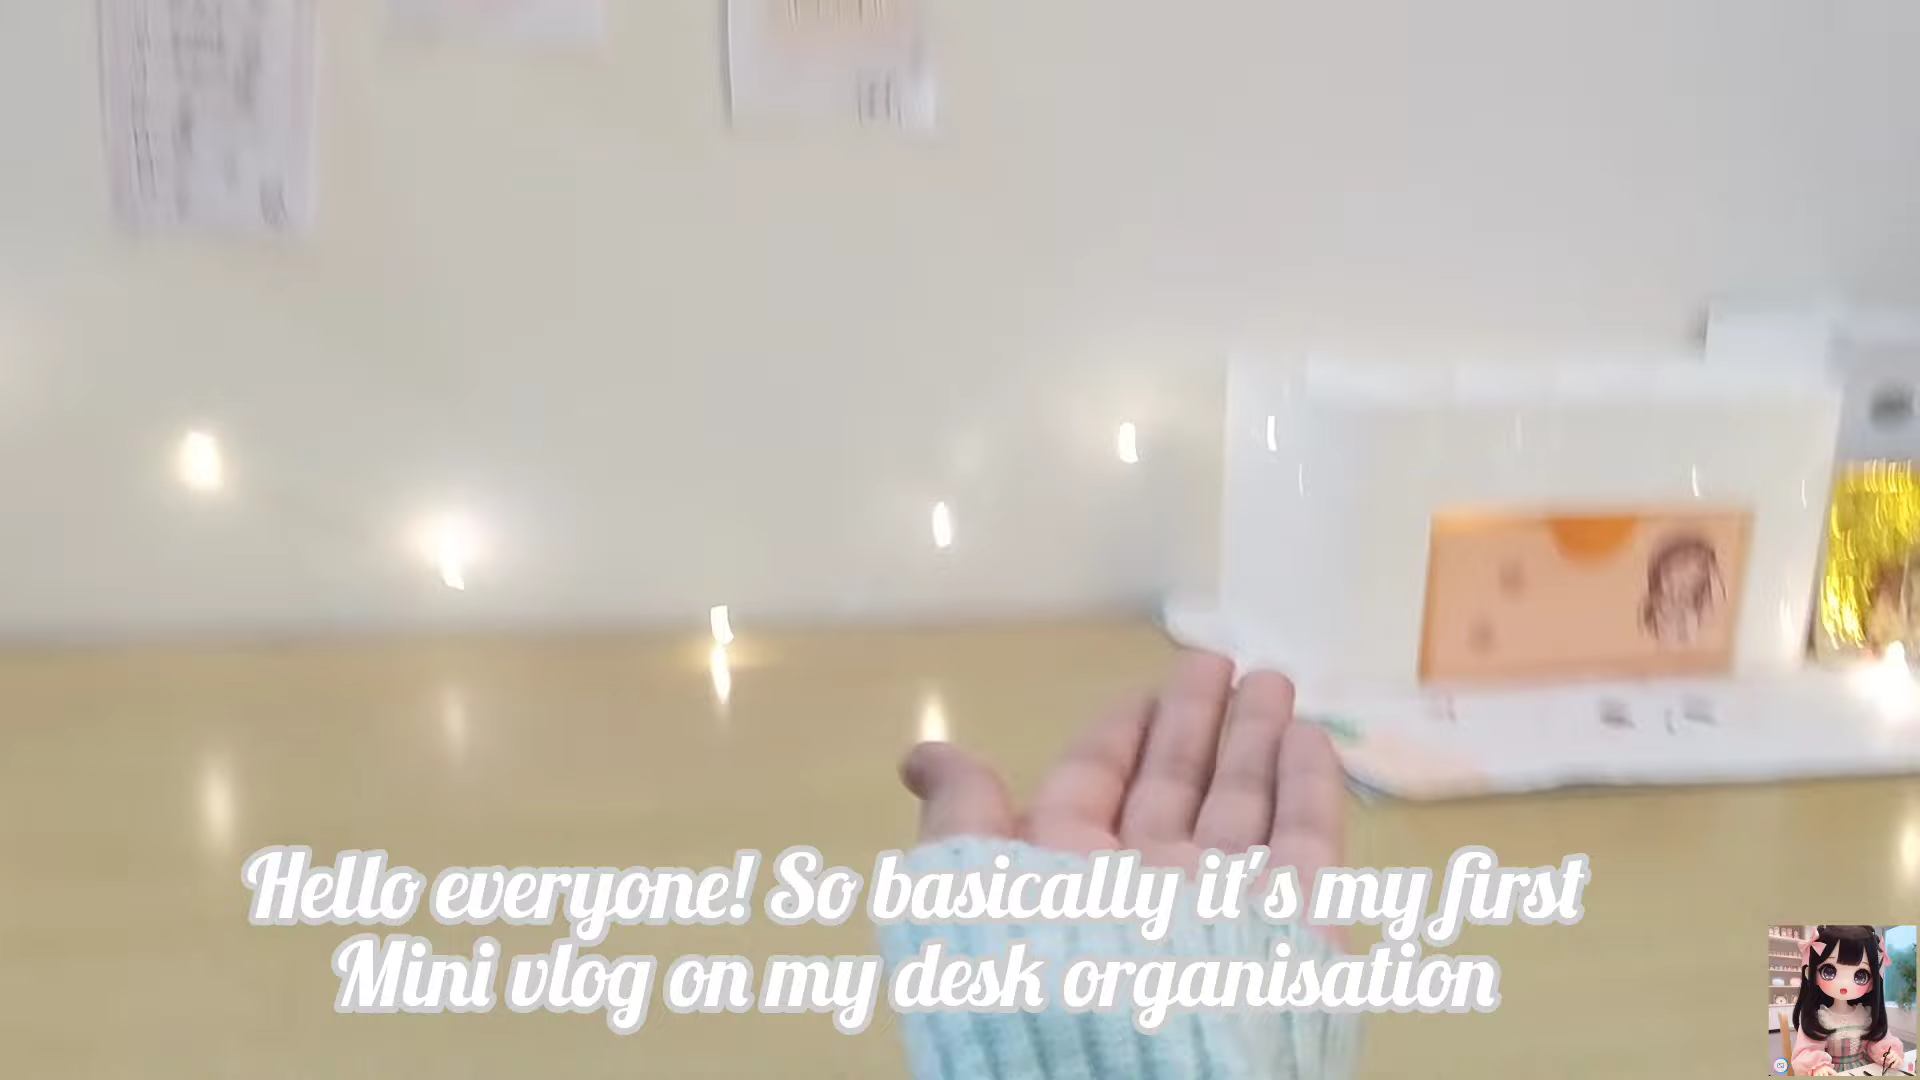 Hello everyone! So basically it's my first
Mini vlog on my desk organisation